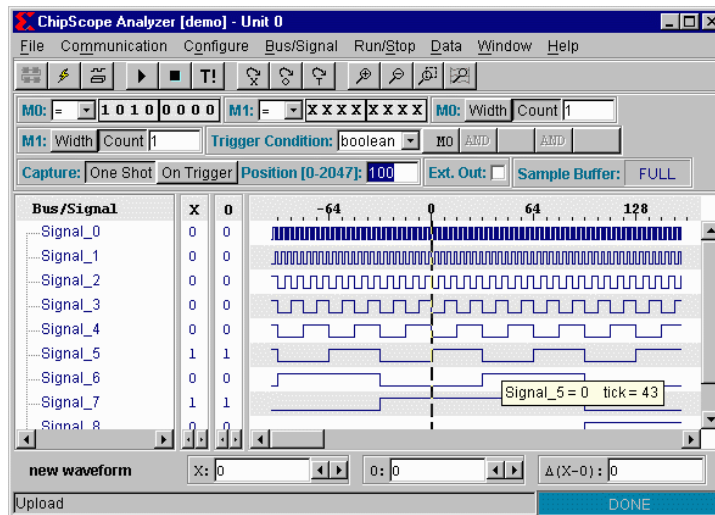 ChipScope Analyzer [demo] - Unit 0
File Communication Configure Bus/Signal Run/Stop Data Window Help
T! X O T
M0: = 1 0 1 0 0 0 0 0 M1: = X X X X X X X X M0: Width Count 1
M1: Width Count 1 Trigger Condition: boolean M0 AND AND
Capture: One Shot On Trigger Position [0-2047]: 100 Ext. Out: Sample Buffer: FULL
Bus/Signal X O -64 0 64 128
Signal_0 0 0
Signal_1 0 0
Signal_2 0 0
Signal_3 0 0
Signal_4 0 0
Signal_5 1 1
Signal_6 0 0
Signal_5 = 0 tick = 43
Signal_7 1 1
Signal_8 0 0
new waveform X: 0 O: 0 Δ(X-O): 0
Upload DONE